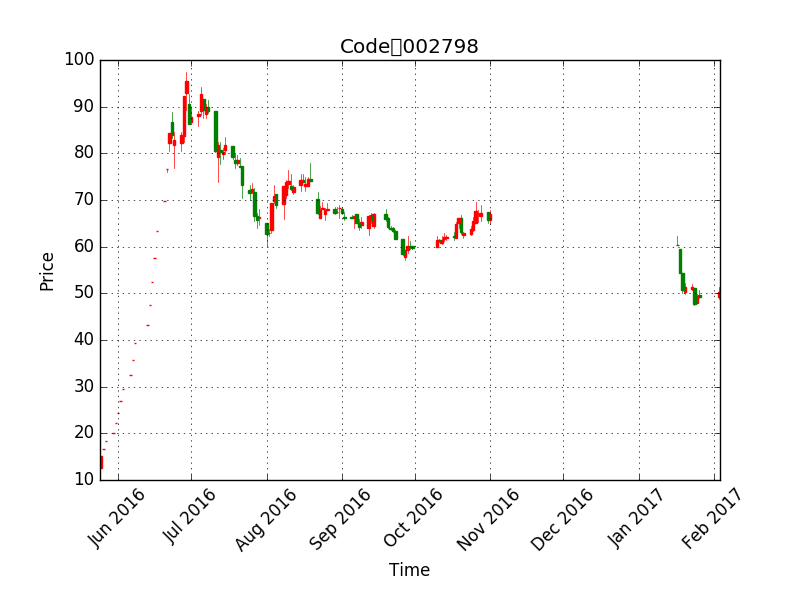 Code▯002798
100
90
80
70
60
50
40
30
20
10
Price
Jun 2016
Jul 2016
Aug 2016
Sep 2016
Oct 2016
Nov 2016
Dec 2016
Jan 2017
Feb 2017
Time